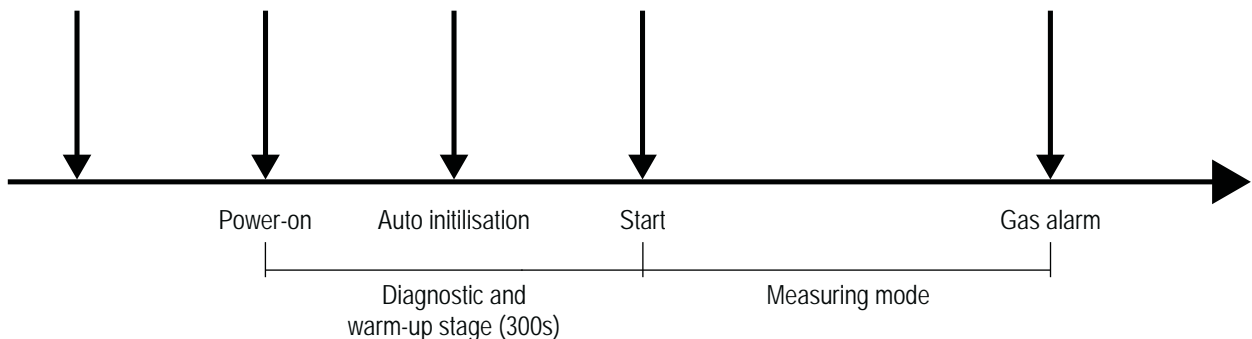 Power-on
Auto initilisation
Start
Gas alarm
Diagnostic and
warm-up stage (300s)
Measuring mode